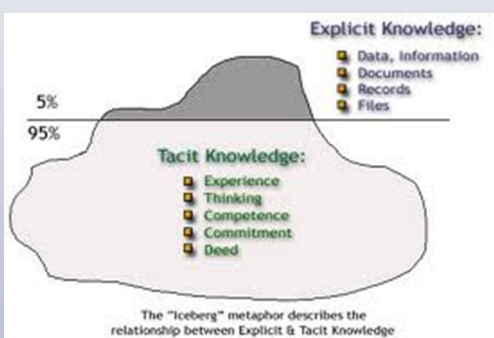 Explicit Knowledge:
Data, Information
Documents
Records
Files
5%
95%
Tacit Knowledge:
Experience
Thinking
Competence
Commitment
Deed
The "Iceberg" metaphor describes the
relationship between Explicit & Tacit Knowledge